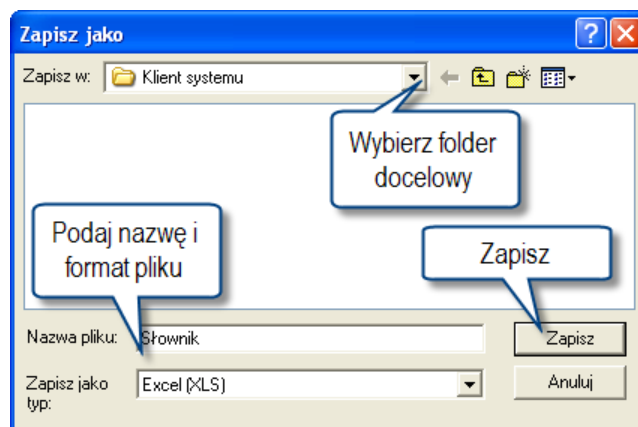 Zapisz jako
Zapisz w: Klient systemu
Wybierz folder
docelowy
Podaj nazwę i
format pliku
Zapisz
Nazwa pliku: Słownik Zapisz
Zapisz jako typ: Excel (XLS) Anuluj